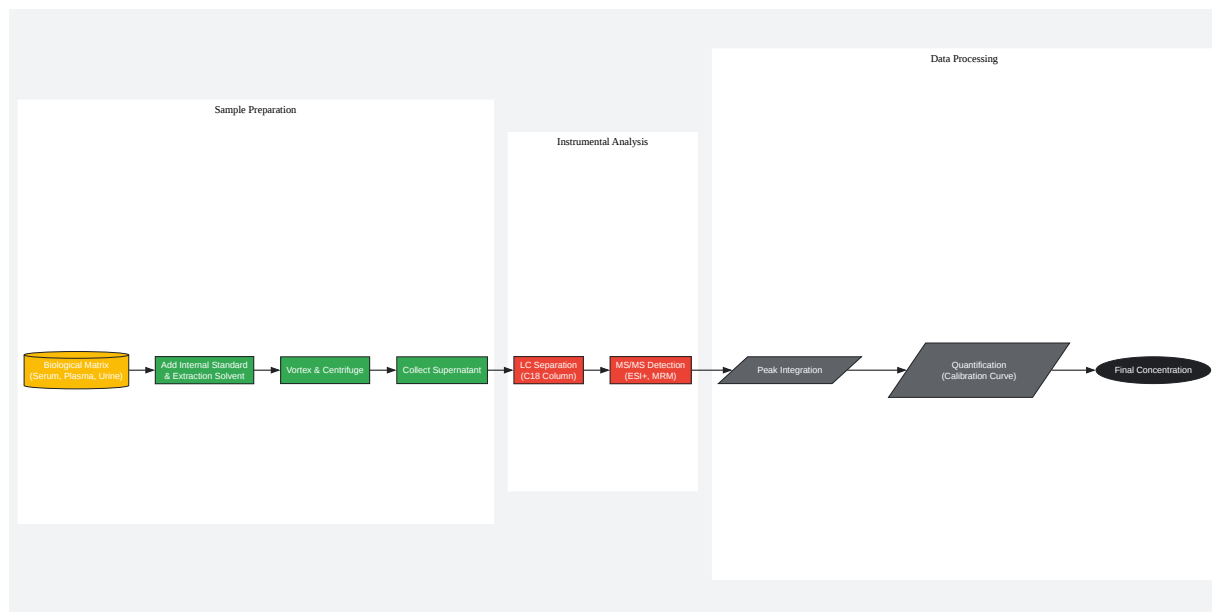 Data Processing
Sample Preparation
Instrumental Analysis
Biological Matrix
(Serum, Plasma, Urine)
Add Internal Standard
& Extraction Solvent
Vortex & Centrifuge
Collect Supernatant
LC Separation
(C18 Column)
MS/MS Detection
(ESI+, MRM)
Peak Integration
Quantification
(Calibration Curve)
Final Concentration